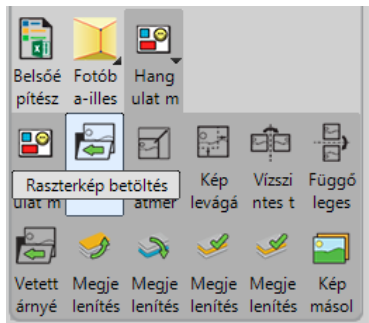 Belsőé Fotób Hang
pítész a-illes ulat m
Raszterkép betöltés
Kép Vízszi Függő
ulat m átmér levágá ntes t leges
Vetett Megje Megje Megje Megje Kép
árnyé lenítés lenítés lenítés lenítés másol